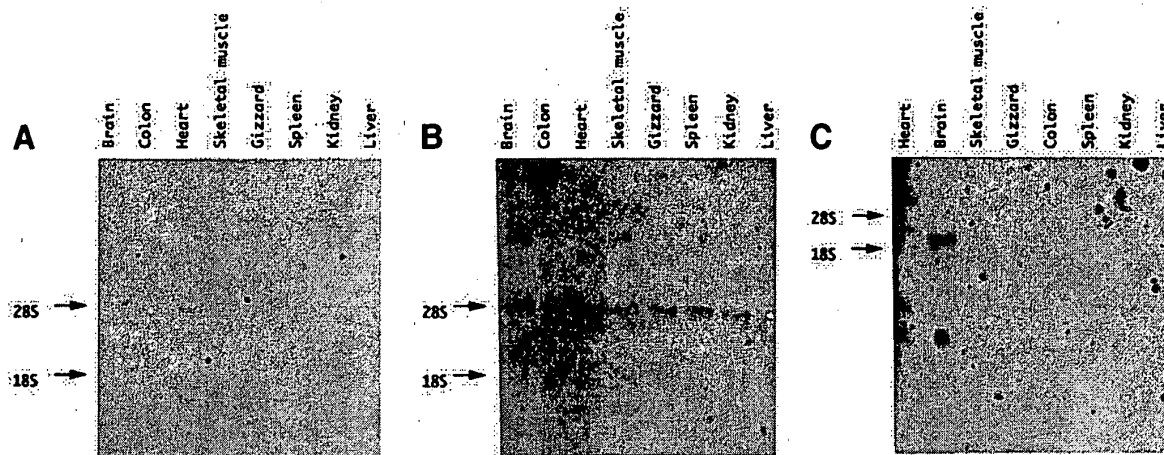 A
Brain
Colon
Heart
Skeletal muscle
Gizzard
Spleen
Kidney
Liver
28S
18S
B
Brain
Colon
Heart
Skeletal muscle
Gizzard
Spleen
Kidney
Liver
28S
18S
C
Heart
Brain
Skeletal muscle
Gizzard
Colon
Spleen
Kidney
Liver
28S
18S